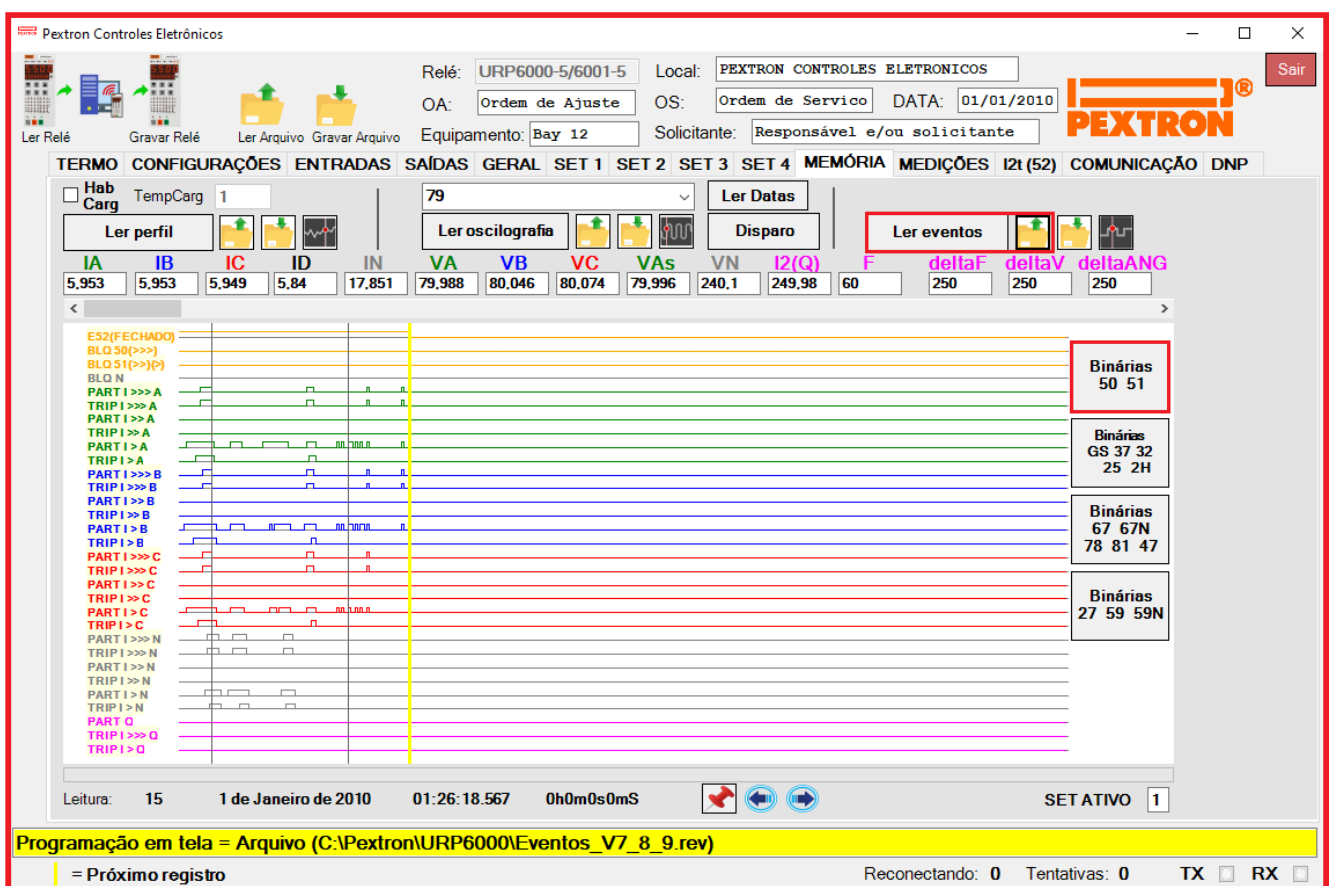 Pextron Controles Eletrônicos
Relé: URP6000-5/6001-5 Local: PEXTRON CONTROLES ELETRONICOS Sair
OA: Ordem de Ajuste OS: Ordem de Servico DATA: 01/01/2010 PEXTRON®
Ler Relé Gravar Relé Ler Arquivo Gravar Arquivo Equipamento: Bay 12 Solicitante: Responsável e/ou solicitante
TERMO CONFIGURAÇÕES ENTRADAS SAÍDAS GERAL SET 1 SET 2 SET 3 SET 4 MEMÓRIA MEDIÇÕES I2t (52) COMUNICAÇÃO DNP
Hab Carg TempCarg 1 79 Ler Datas
Ler perfil Ler oscilografia Disparo Ler eventos
IA IB IC ID IN VA VB VC VAs VN I2(Q) F deltaF deltaV deltaANG
5,953 5,953 5,949 5,84 17,851 79,988 80,046 80,074 79,996 240,1 249,98 60 250 250 250
E52(FECHADO)
BLQ 50(>>>)
BLQ 51(>>)(>)
BLQ N
PART I >>> A
TRIP I >>> A
PART I >> A
TRIP I >> A
PART I > A
TRIP I > A
PART I >>> B
TRIP I >>> B
PART I >> B
TRIP I >> B
PART I > B
TRIP I > B
PART I >>> C
TRIP I >>> C
PART I >> C
TRIP I >> C
PART I > C
TRIP I > C
PART I >>> N
TRIP I >>> N
PART I >> N
TRIP I >> N
PART I > N
TRIP I > N
PART Q
TRIP I >>> Q
TRIP I > Q
Binárias
50 51
Binárias
GS 37 32
25 2H
Binárias
67 67N
78 81 47
Binárias
27 59 59N
Leitura: 15 1 de Janeiro de 2010 01:26:18.567 0h0m0s0mS SET ATIVO 1
Programação em tela = Arquivo (C:\Pextron\URP6000\Eventos_V7_8_9.rev)
= Próximo registro Reconectando: 0 Tentativas: 0 TX RX